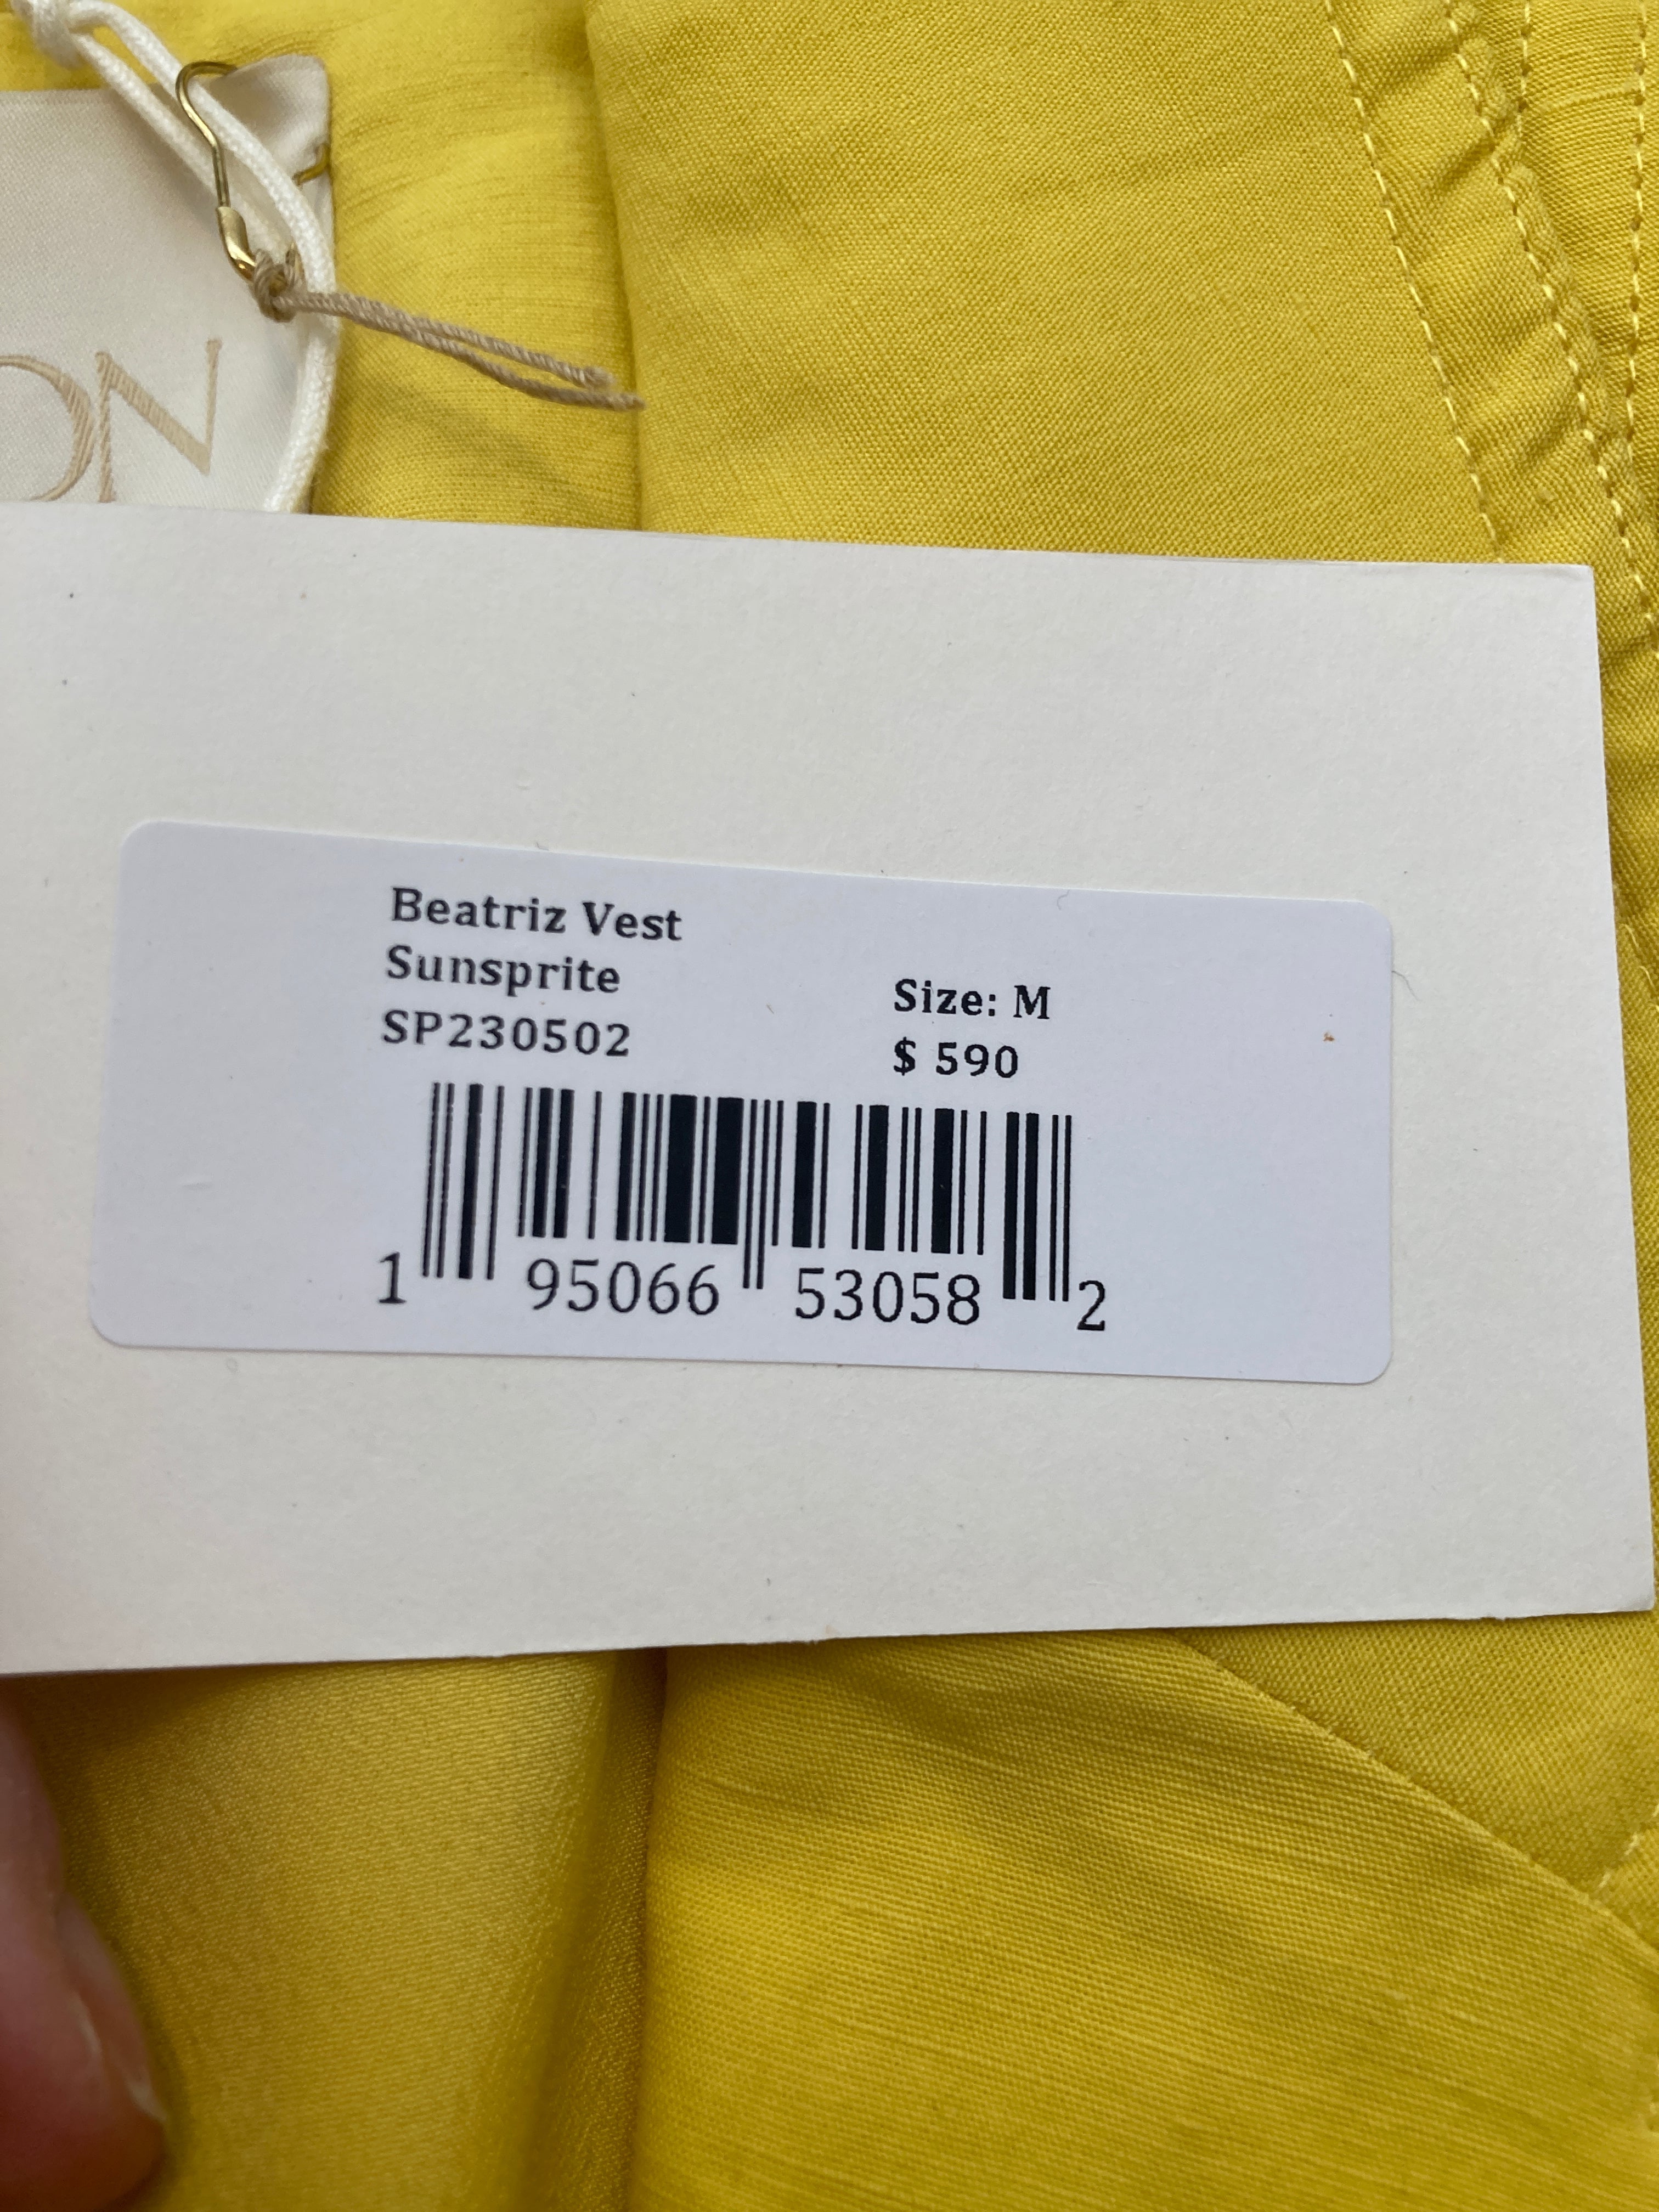 ON
Beatriz Vest
Sunsprite
SP230502
Size: M
$ 590
1 95066 53058 2